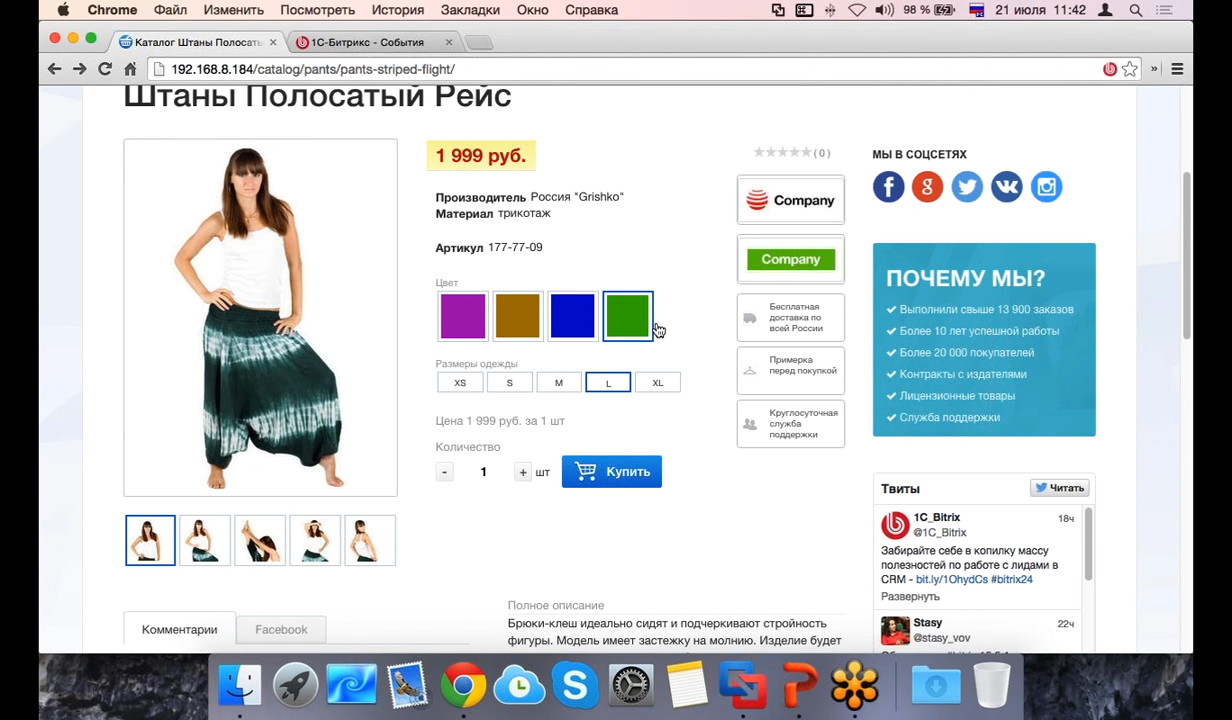 Chrome Файл Изменить Посмотреть История Закладки Окно Справка 98 % 21 июля 11:42
Каталог Штаны Полосать
1С-Битрикс - События
192.168.8.184/catalog/pants/pants-striped-flight/
Штаны Полосатый Рейс
1 999 руб.
Производитель Россия "Grishko"
Материал трикотаж
Артикул 177-77-09
Цвет
Размеры одежды
XS S M L XL
Цена 1 999 руб. за 1 шт
Количество
- 1 + шт Купить
( 0 )
Company
Company
Бесплатная
доставка по
всей России
Примерка
перед покупкой
Круглосуточная
служба
поддержки
МЫ В СОЦСЕТЯХ
ПОЧЕМУ МЫ?
Выполнили свыше 13 900 заказов
Более 10 лет успешной работы
Более 20 000 покупателей
Контракты с издателями
Лицензионные товары
Служба поддержки
Твиты
Читать
1C_Bitrix 18ч
@1C_Bitrix
Забирайте себе в копилку массу
полезностей по работе с лидами в
CRM - bit.ly/1OhydCs #bitrix24
Развернуть
Stasy 22ч
@stasy_vov
Комментарии
Facebook
Полное описание
Брюки-клеш идеально сидят и подчеркивают стройность
фигуры. Модель имеет застежку на молнию. Изделие будет